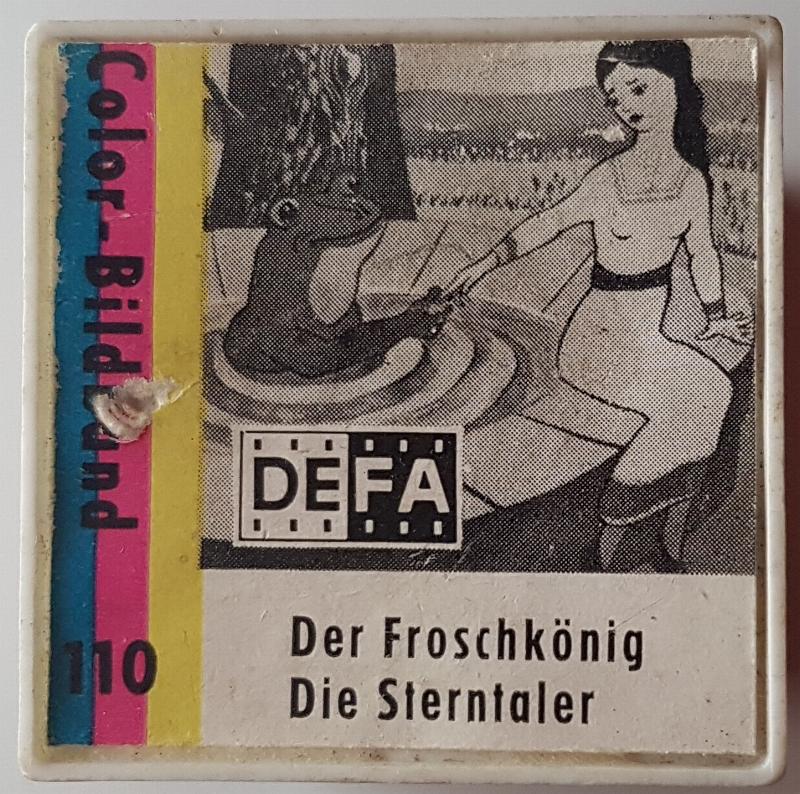 Color-Bildband
110
DEFA
Der Froschkönig
Die Sterntaler